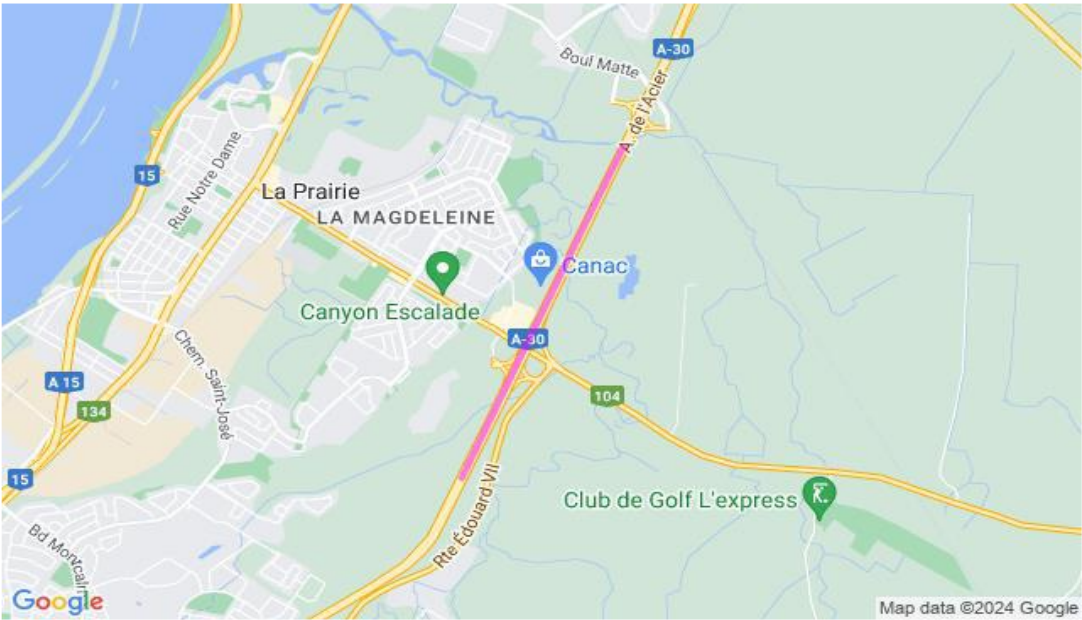 A-30
Boul Matte
A. de l'Acier
15
Rue Notre Dame
La Prairie
LA MAGDELEINE
Canac
Canyon Escalade
A-30
Chem. Saint-José
A 15
104
134
15
Club de Golf L'express
Rte Édouard-VII
Bd Montcalm
Google
Map data ©2024 Google